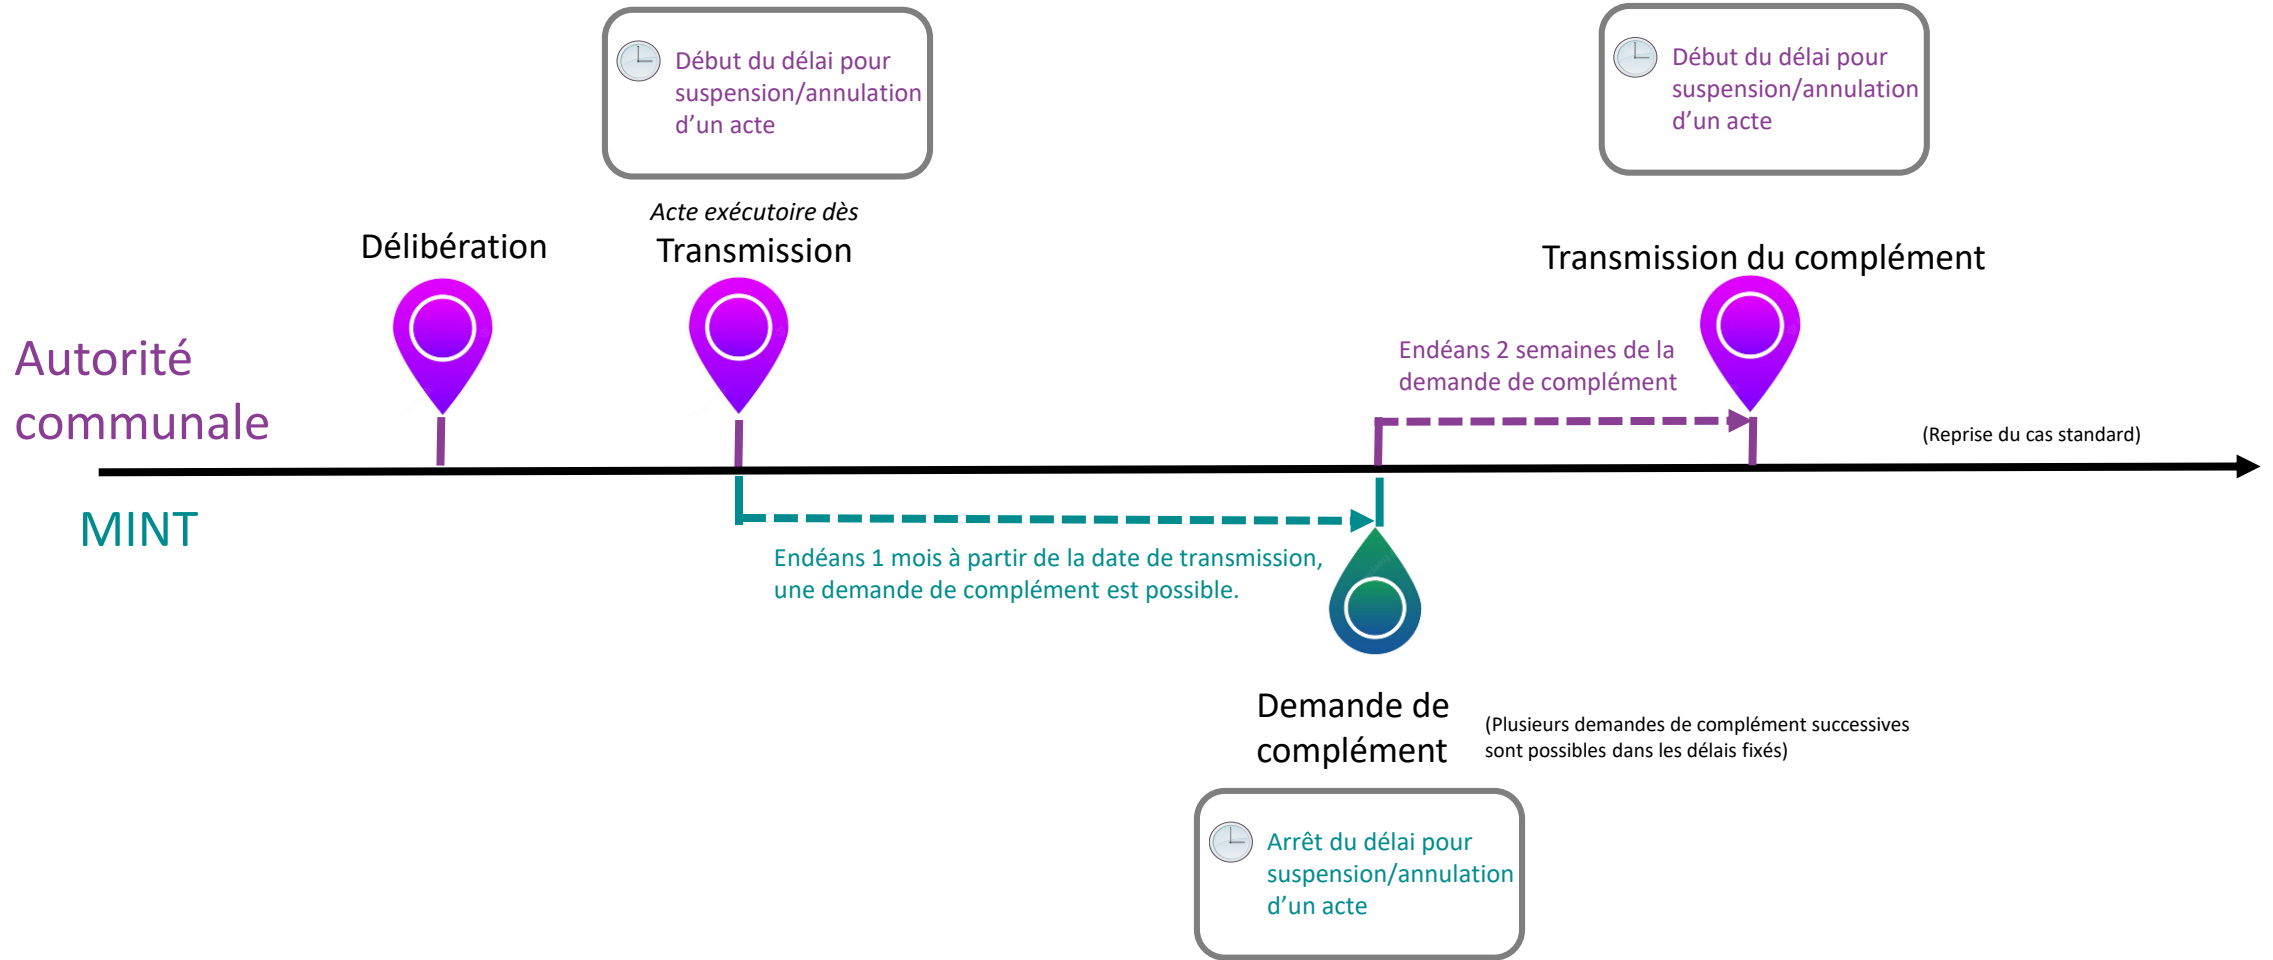 Début du délai pour
suspension/annulation
d’un acte
Début du délai pour
suspension/annulation
d’un acte
Acte exécutoire dès
Transmission
Délibération
Transmission du complément
Autorité
communale
Endéans 2 semaines de la
demande de complément
(Reprise du cas standard)
MINT
Endéans 1 mois à partir de la date de transmission,
une demande de complément est possible.
Demande de
complément
(Plusieurs demandes de complément successives
sont possibles dans les délais fixés)
Arrêt du délai pour
suspension/annulation
d’un acte